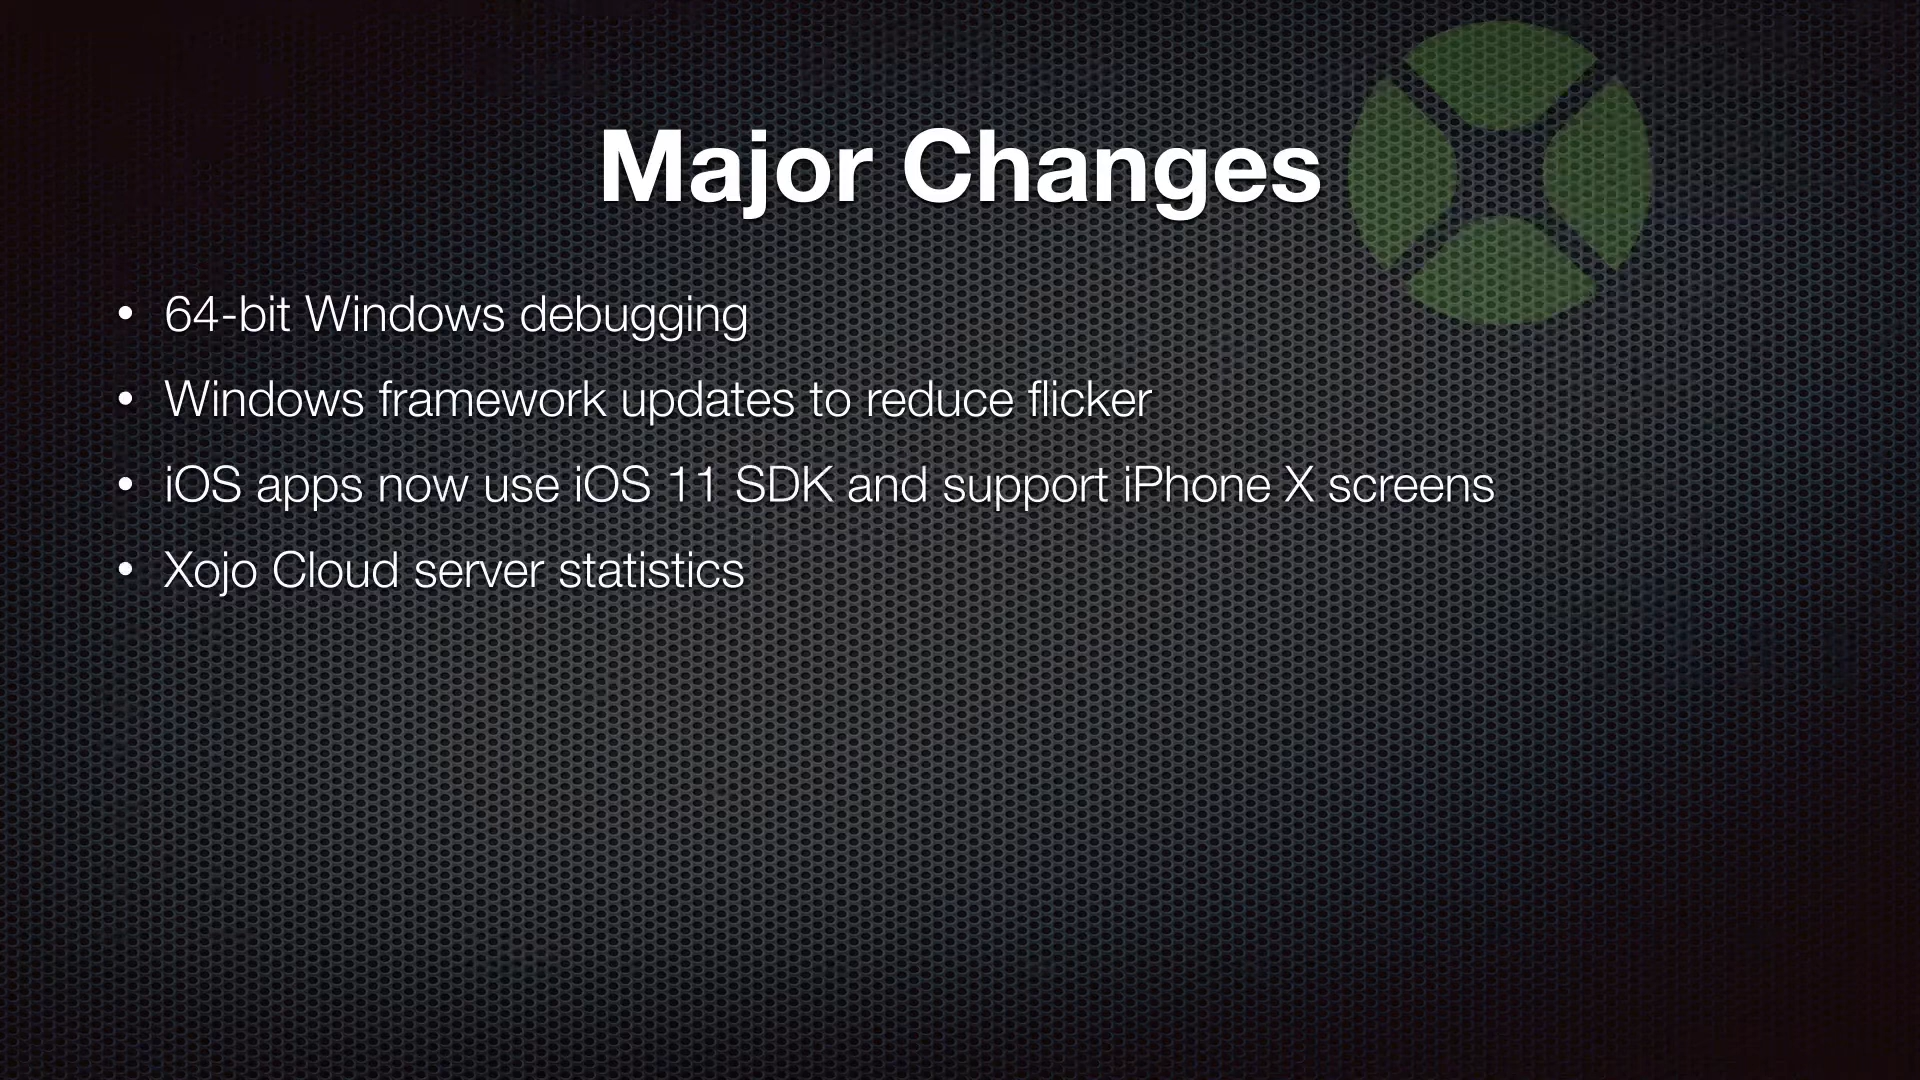 Major Changes
• 64-bit Windows debugging
• Windows framework updates to reduce flicker
• iOS apps now use iOS 11 SDK and support iPhone X screens
• Xojo Cloud server statistics